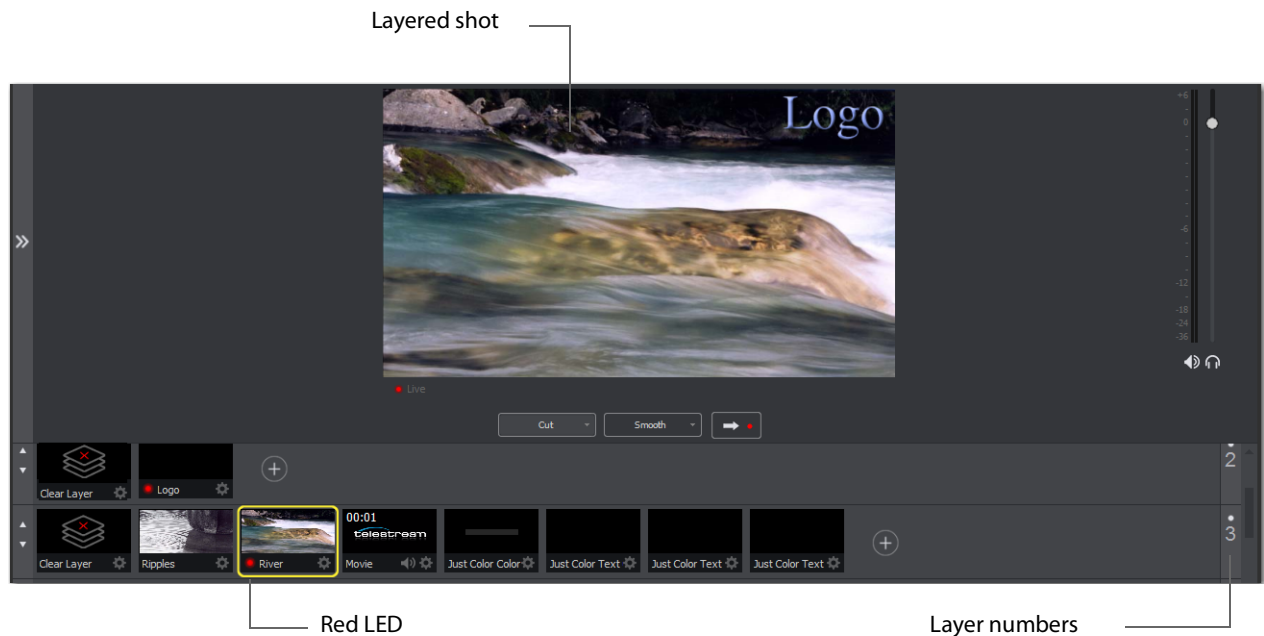 Layered shot
Logo
+6
0
-6
-12
-18
-24
-36
Live
Cut
Smooth
2
Clear Layer
Logo
3
00:01
telestream
Clear Layer
Ripples
River
Movie
Just Color Color
Just Color Text
Just Color Text
Just Color Text
Red LED
Layer numbers